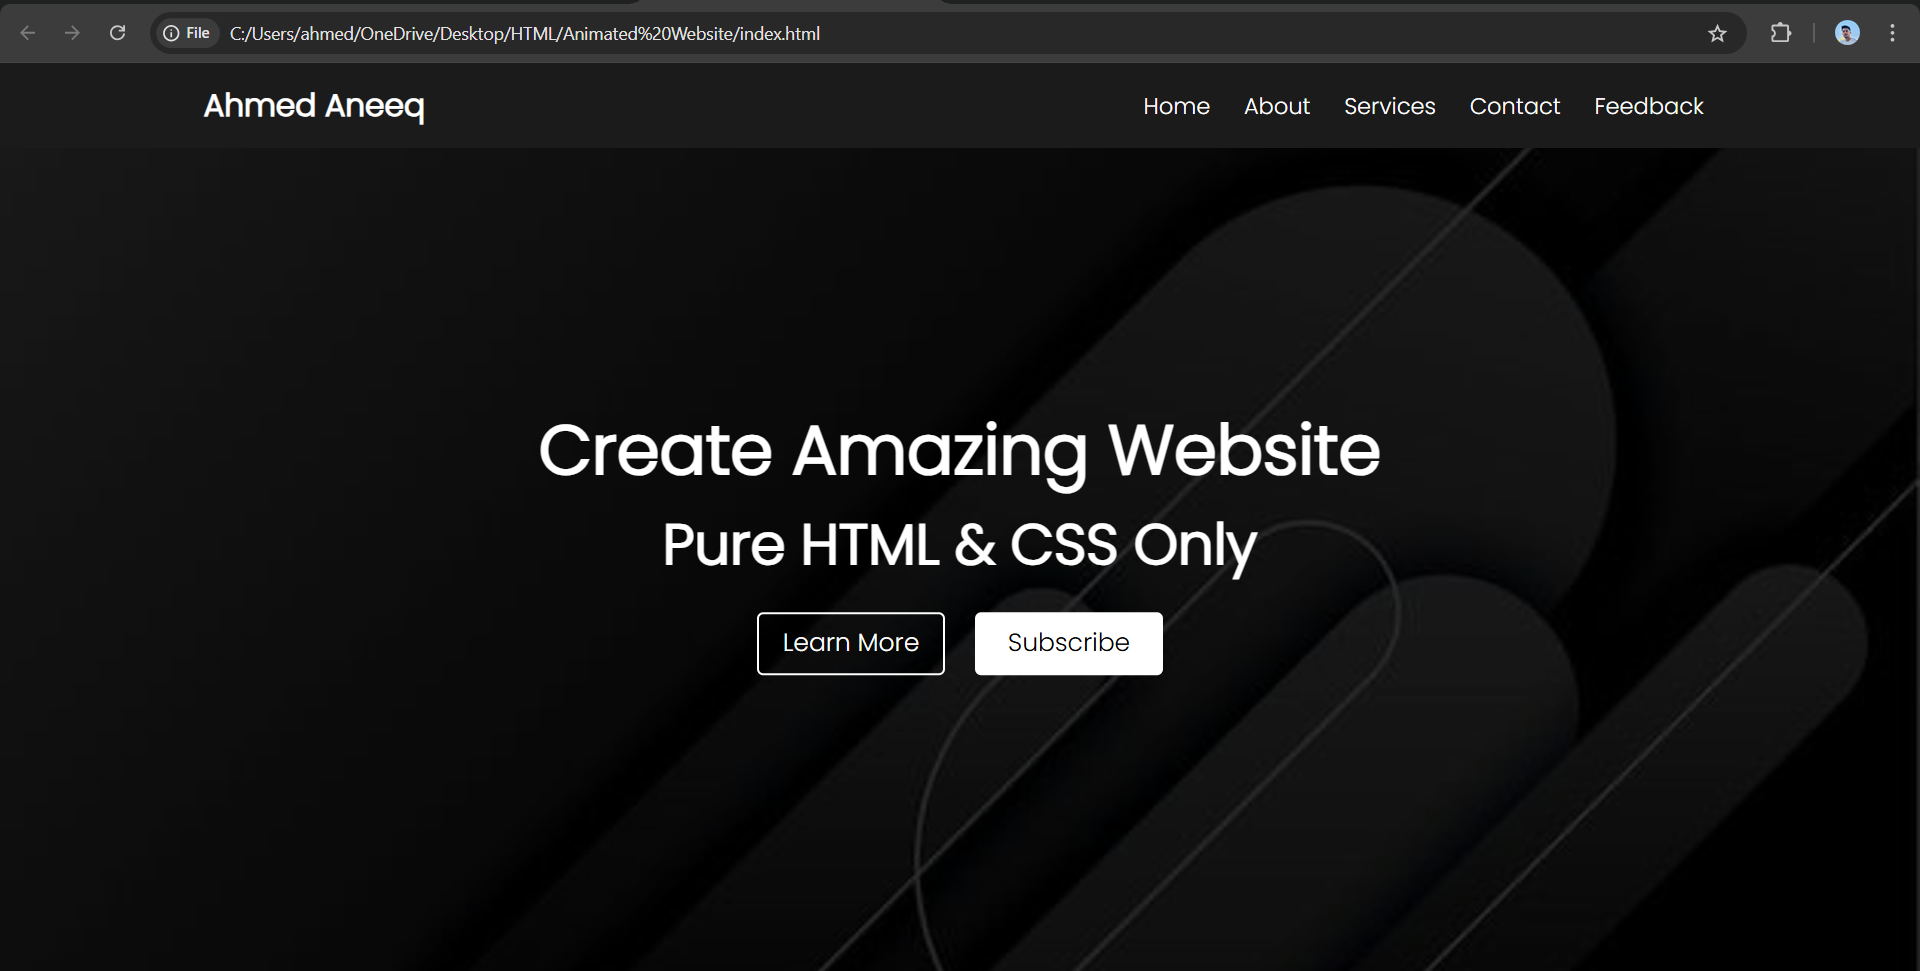 File C:/Users/ahmed/OneDrive/Desktop/HTML/Animated%20Website/index.html
Ahmed Aneeq Home About Services Contact Feedback
Create Amazing Website
Pure HTML & CSS Only
Learn More Subscribe